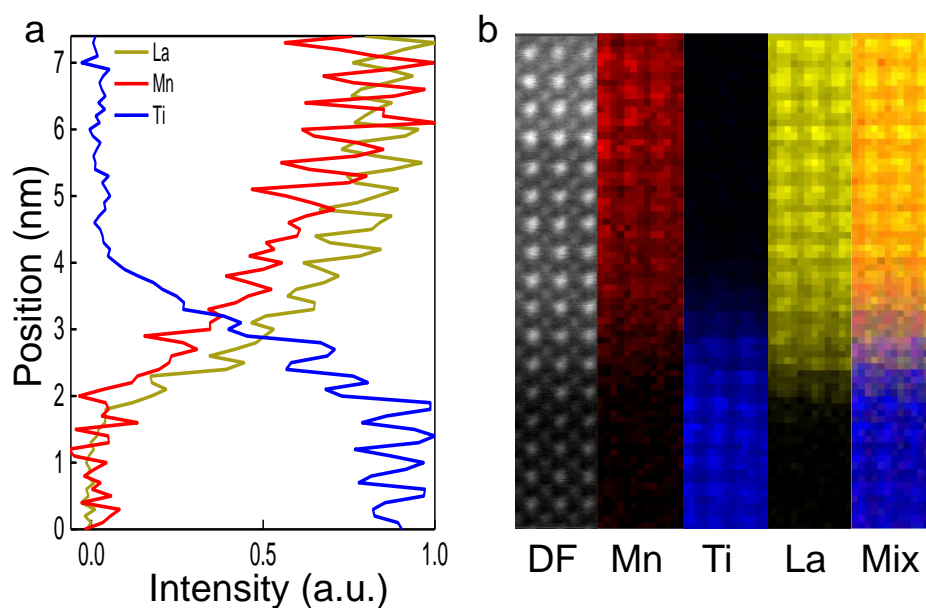 a
La
Mn
Ti
7
6
5
4
3
2
1
0
Position (nm)
0.0 0.5 1.0
Intensity (a.u.)
b
DF Mn Ti La Mix